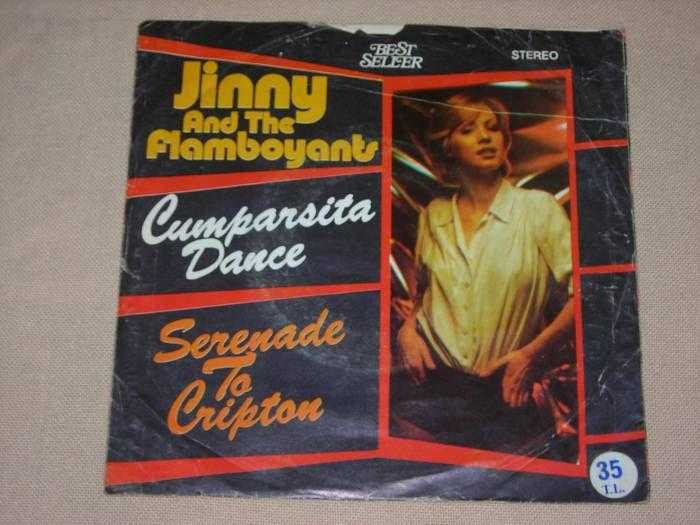 BEST
SELLER
STEREO
Jinny
And The
Flamboyants
Cumparsita
Dance
Serenade
To
Cripton
35
T.L.